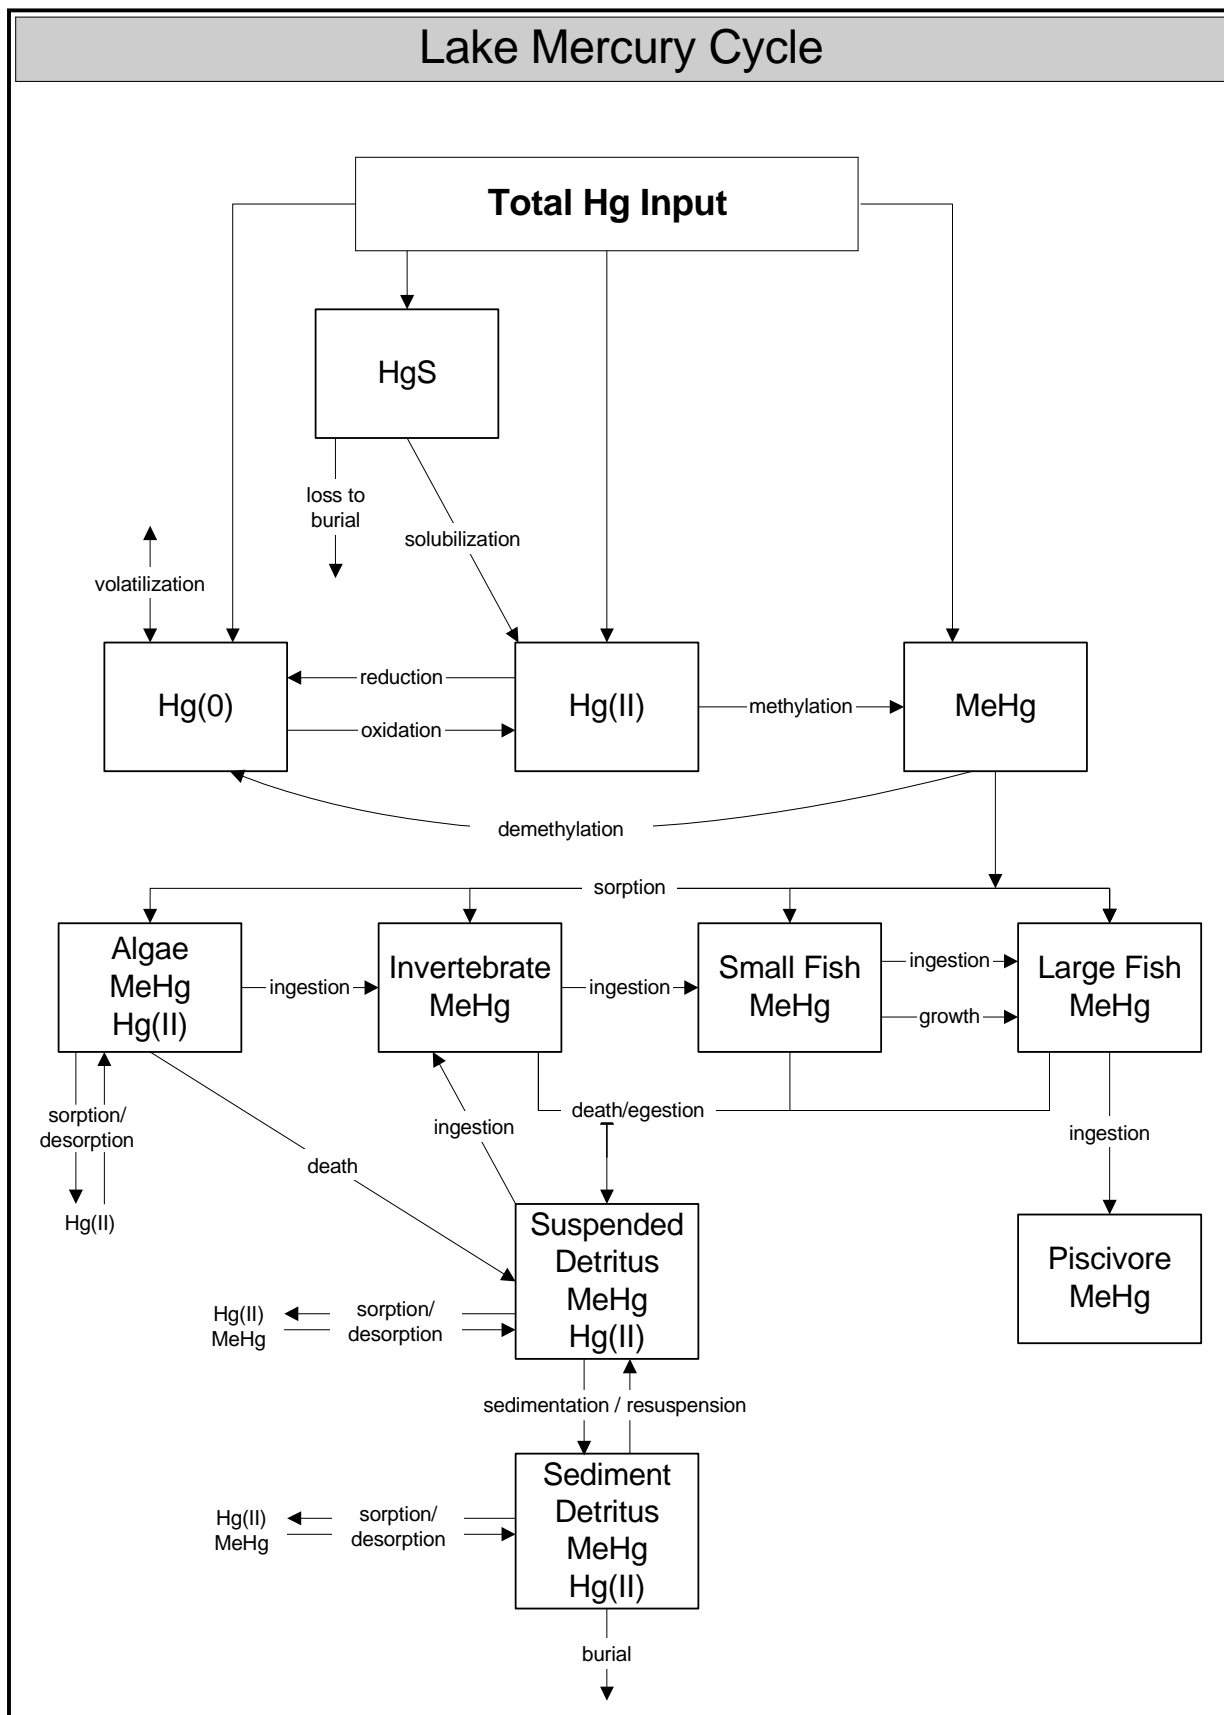 Lake Mercury Cycle
Total Hg Input
HgS
loss to
burial
solubilization
volatilization
Hg(0)
reduction
oxidation
Hg(II)
methylation
MeHg
demethylation
sorption
Algae
MeHg
Hg(II)
ingestion
Invertebrate
MeHg
ingestion
Small Fish
MeHg
ingestion
growth
Large Fish
MeHg
sorption/
desorption
Hg(II)
death
ingestion
death/egestion
ingestion
Suspended
Detritus
MeHg
Hg(II)
Piscivore
MeHg
Hg(II)
MeHg
sorption/
desorption
sedimentation / resuspension
Sediment
Detritus
MeHg
Hg(II)
Hg(II)
MeHg
sorption/
desorption
burial